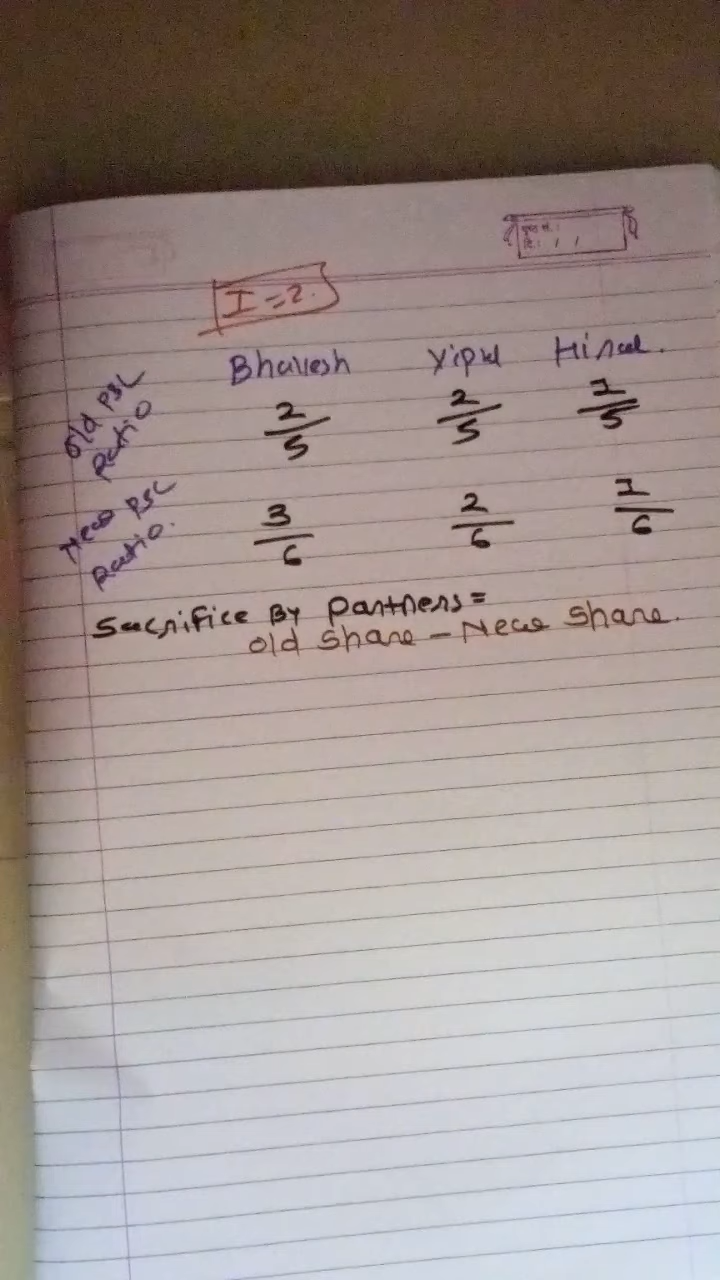 I = 2.
Bhavesh Vipul Hinal.
Old PSL Ratio 2/5 2/5 1/5
New PSL Ratio. 3/6 2/6 1/6
Sacrifice By Partners =
Old Share - New Share.